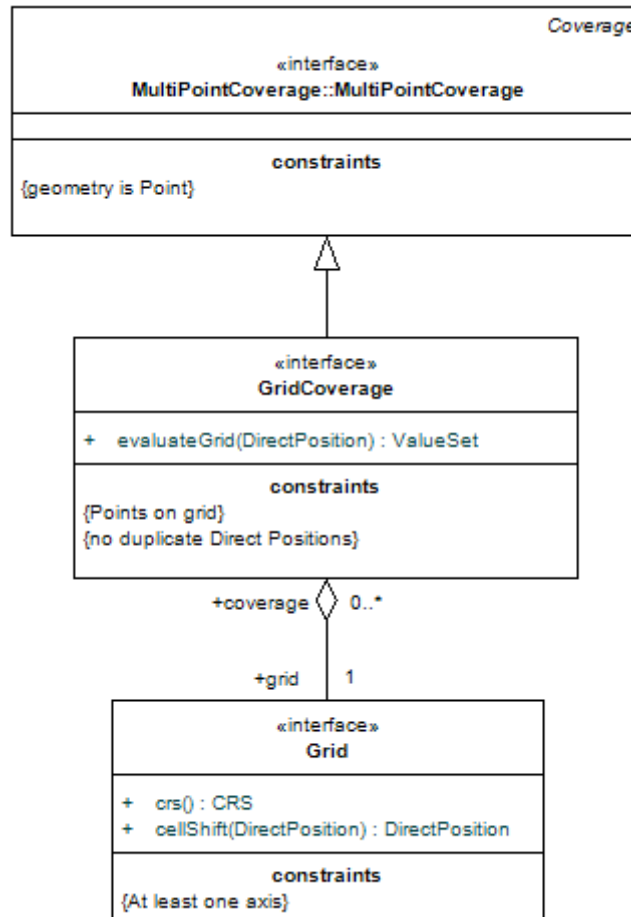 Coverage
«interface»
MultiPointCoverage::MultiPointCoverage
constraints
{geometry is Point}
«interface»
GridCoverage
+ evaluateGrid(DirectPosition) : ValueSet
constraints
{Points on grid}
{no duplicate Direct Positions}
+coverage 0..*
+grid 1
«interface»
Grid
+ crs() : CRS
+ cellShift(DirectPosition) : DirectPosition
constraints
{At least one axis}